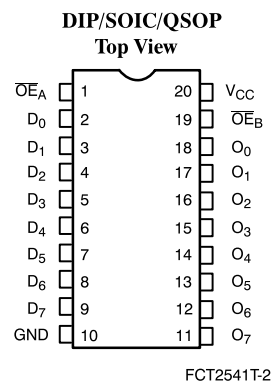 DIP/SOIC/QSOP
Top View
OEA 1 20 VCC
D0 2 19 OEB
D1 3 18 O0
D2 4 17 O1
D3 5 16 O2
D4 6 15 O3
D5 7 14 O4
D6 8 13 O5
D7 9 12 O6
GND 10 11 O7
FCT2541T-2